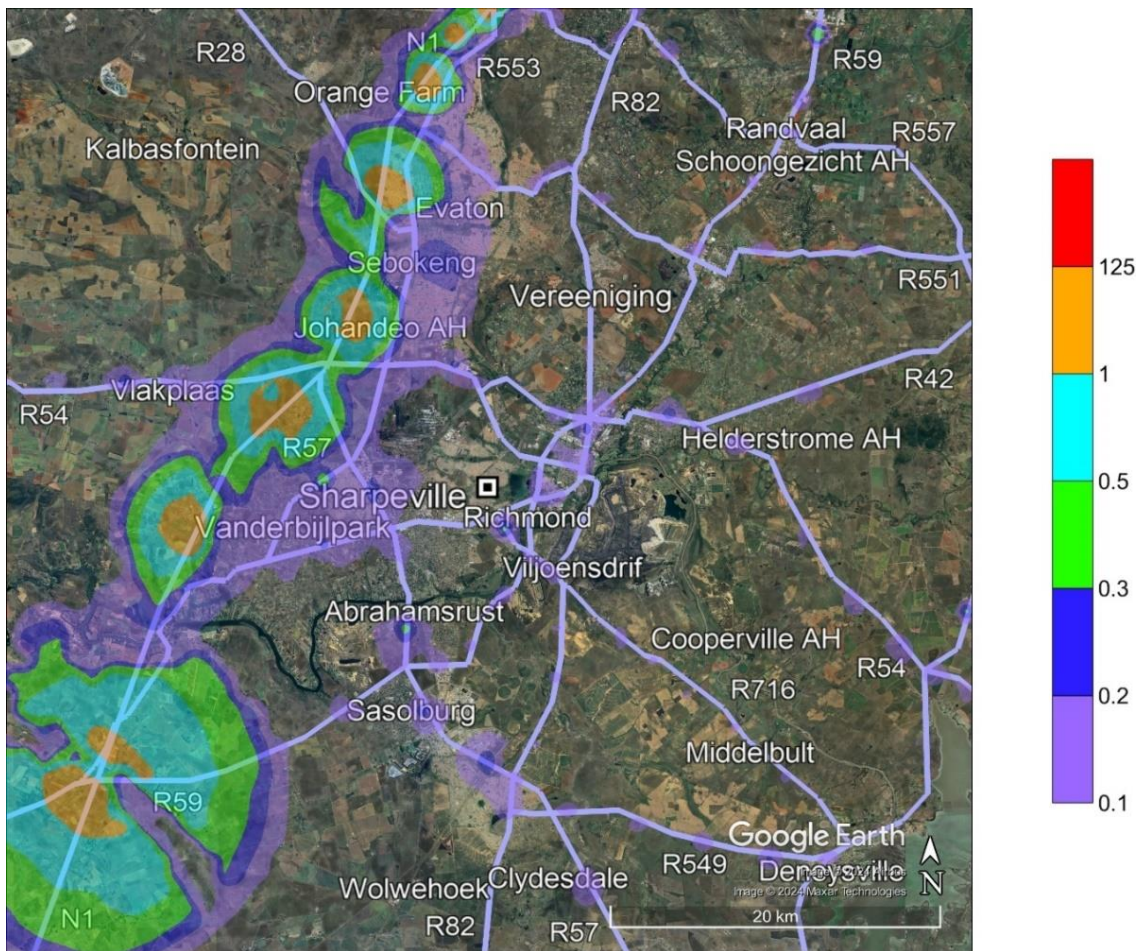 N1
R28
R553
R59
Orange Farm
R82
Kalbasfontein
Randvaal
R557
Schoongezicht AH
Evaton
Sebokeng
R551
Vereeniging
125
Johandeo AH
1
Vlakplaas
R42
R54
R57
Helderstrome AH
0.5
Sharpeville
Richmond
Vanderbijlpark
Viljoensdrif
0.3
Abrahamsrust
Cooperville AH
R54
R716
0.2
Sasolburg
Middelbult
R59
0.1
Google Earth
R549
Deneysville
Clydesdale
Wolwehoek
Image © 2024 Maxar Technologies
N
N1
20 km
R82
R57